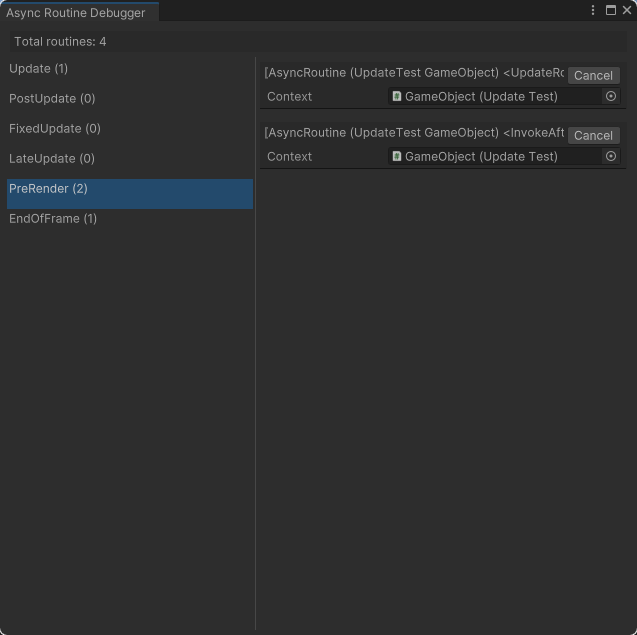 Async Routine Debugger
Total routines: 4
Update (1)
PostUpdate (0)
FixedUpdate (0)
LateUpdate (0)
PreRender (2)
EndOfFrame (1)
[AsyncRoutine (UpdateTest GameObject) <UpdateRo Cancel
Context # GameObject (Update Test)
[AsyncRoutine (UpdateTest GameObject) <InvokeAft Cancel
Context # GameObject (Update Test)